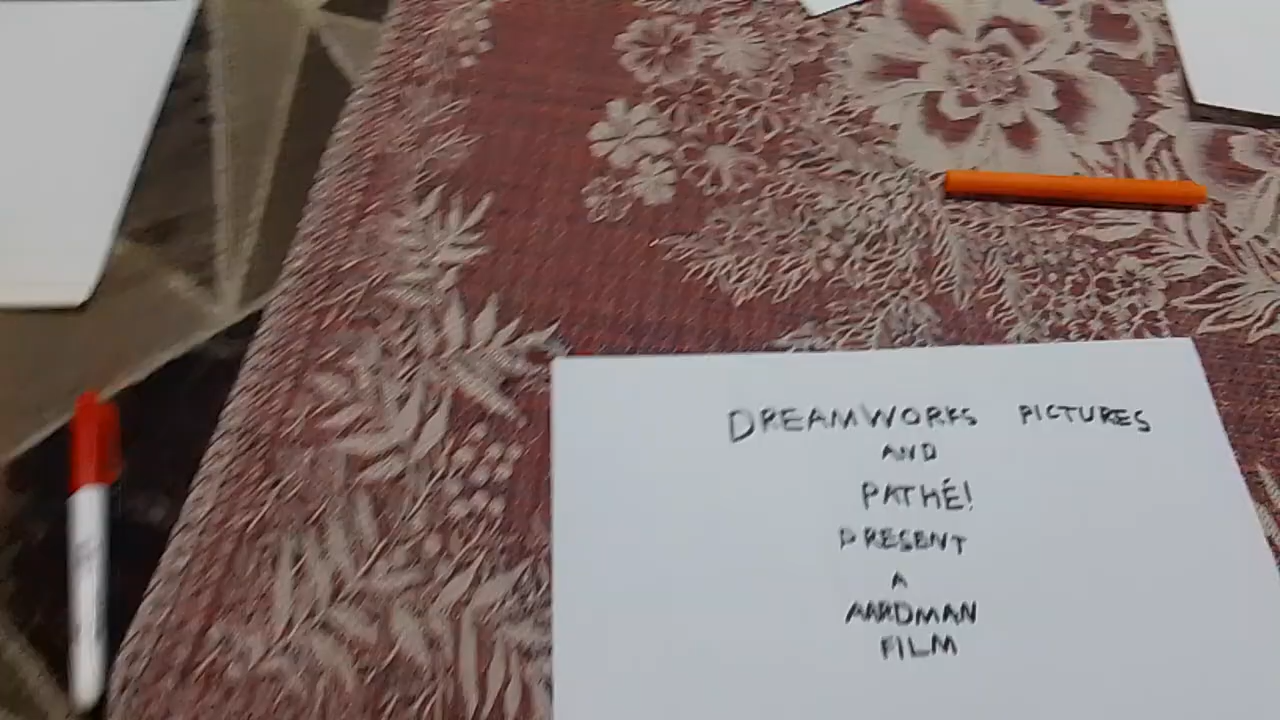 DREAMWORKS PICTURES
AND
PATHÉ!
PRESENT
A
AARDMAN
FILM